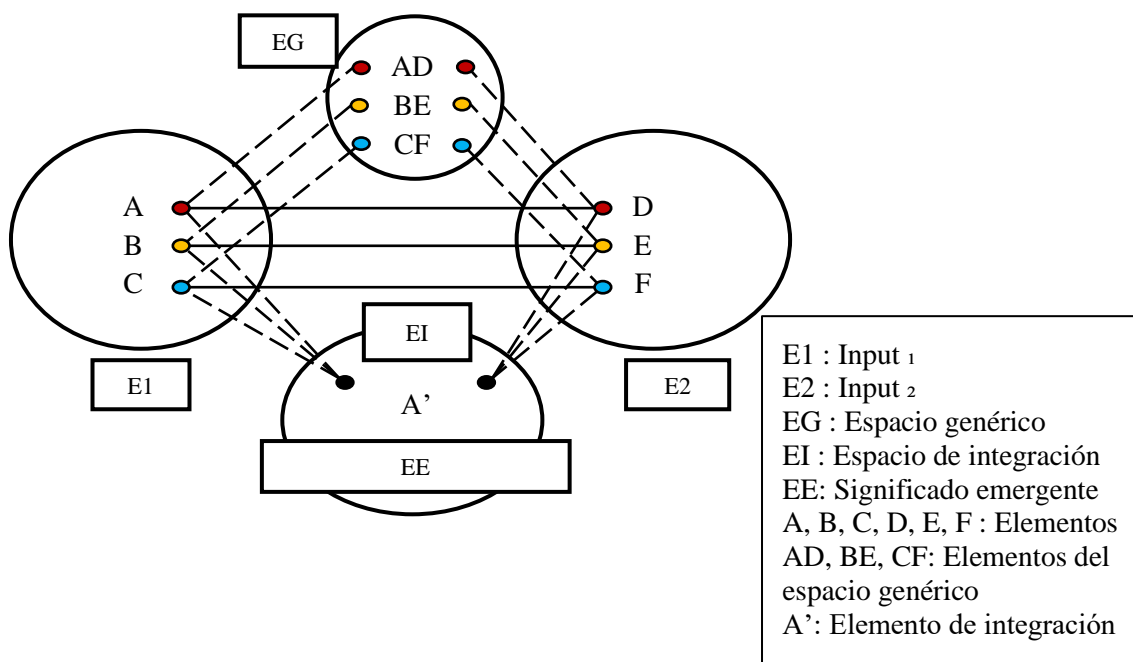 EG
AD
BE
CF
A
D
B
E
C
F
EI
E1
E2
A’
EE
E1 : Input ₁
E2 : Input ₂
EG : Espacio genérico
EI : Espacio de integración
EE: Significado emergente
A, B, C, D, E, F : Elementos
AD, BE, CF: Elementos del
espacio genérico
A’: Elemento de integración